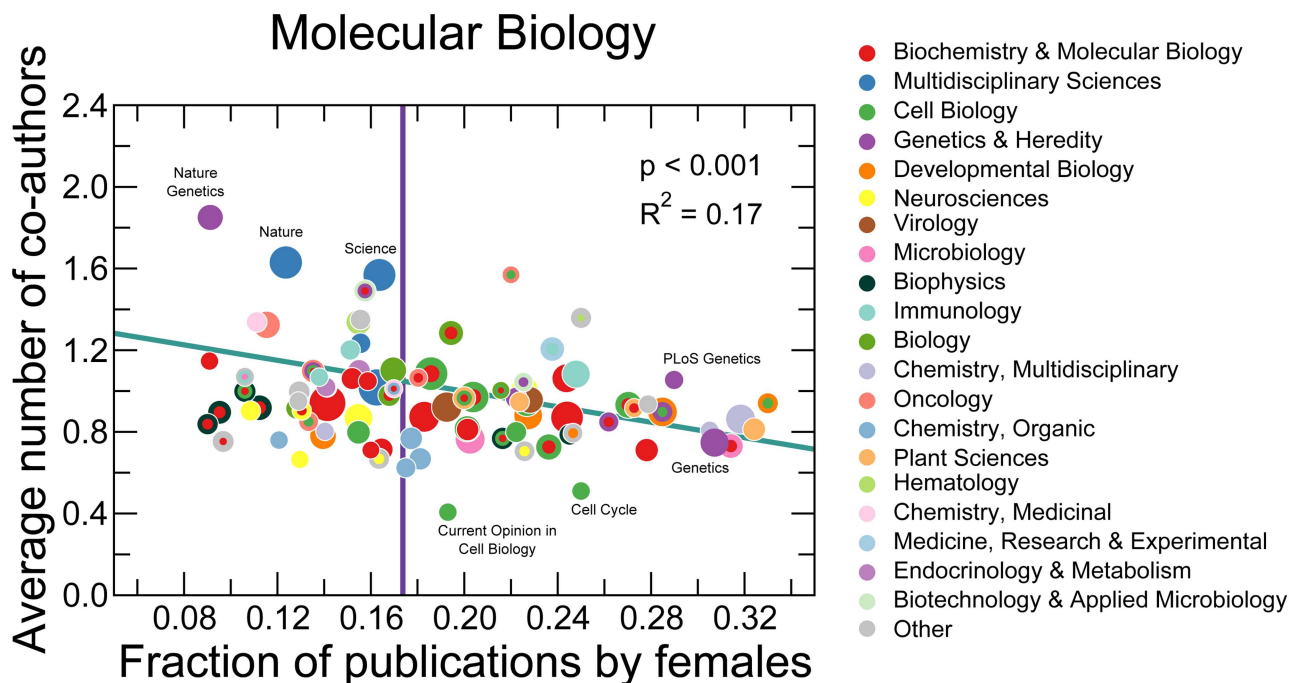 Molecular Biology
Average number of co-authors
2.4
2.0
1.6
1.2
0.8
0.4
0.0
Nature
Genetics
Nature
Science
p < 0.001
R² = 0.17
PLoS Genetics
Genetics
Cell Cycle
Current Opinion in
Cell Biology
0.08 0.12 0.16 0.20 0.24 0.28 0.32
Fraction of publications by females
Biochemistry & Molecular Biology
Multidisciplinary Sciences
Cell Biology
Genetics & Heredity
Developmental Biology
Neurosciences
Virology
Microbiology
Biophysics
Immunology
Biology
Chemistry, Multidisciplinary
Oncology
Chemistry, Organic
Plant Sciences
Hematology
Chemistry, Medicinal
Medicine, Research & Experimental
Endocrinology & Metabolism
Biotechnology & Applied Microbiology
Other